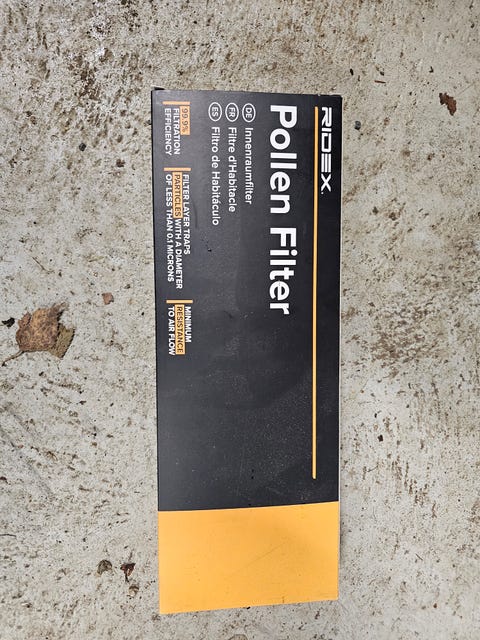 RIDEX
Pollen Filter
DE Innenraumfilter
FR Filtre d'Habitacle
ES Filtro de Habitáculo
99.9%
FILTRATION
EFFICIENCY
FILTER LAYER TRAPS
PARTICLES WITH A DIAMETER
OF LESS THAN 0.1 MICRONS
MINIMUM
RESISTANCE
TO AIR FLOW